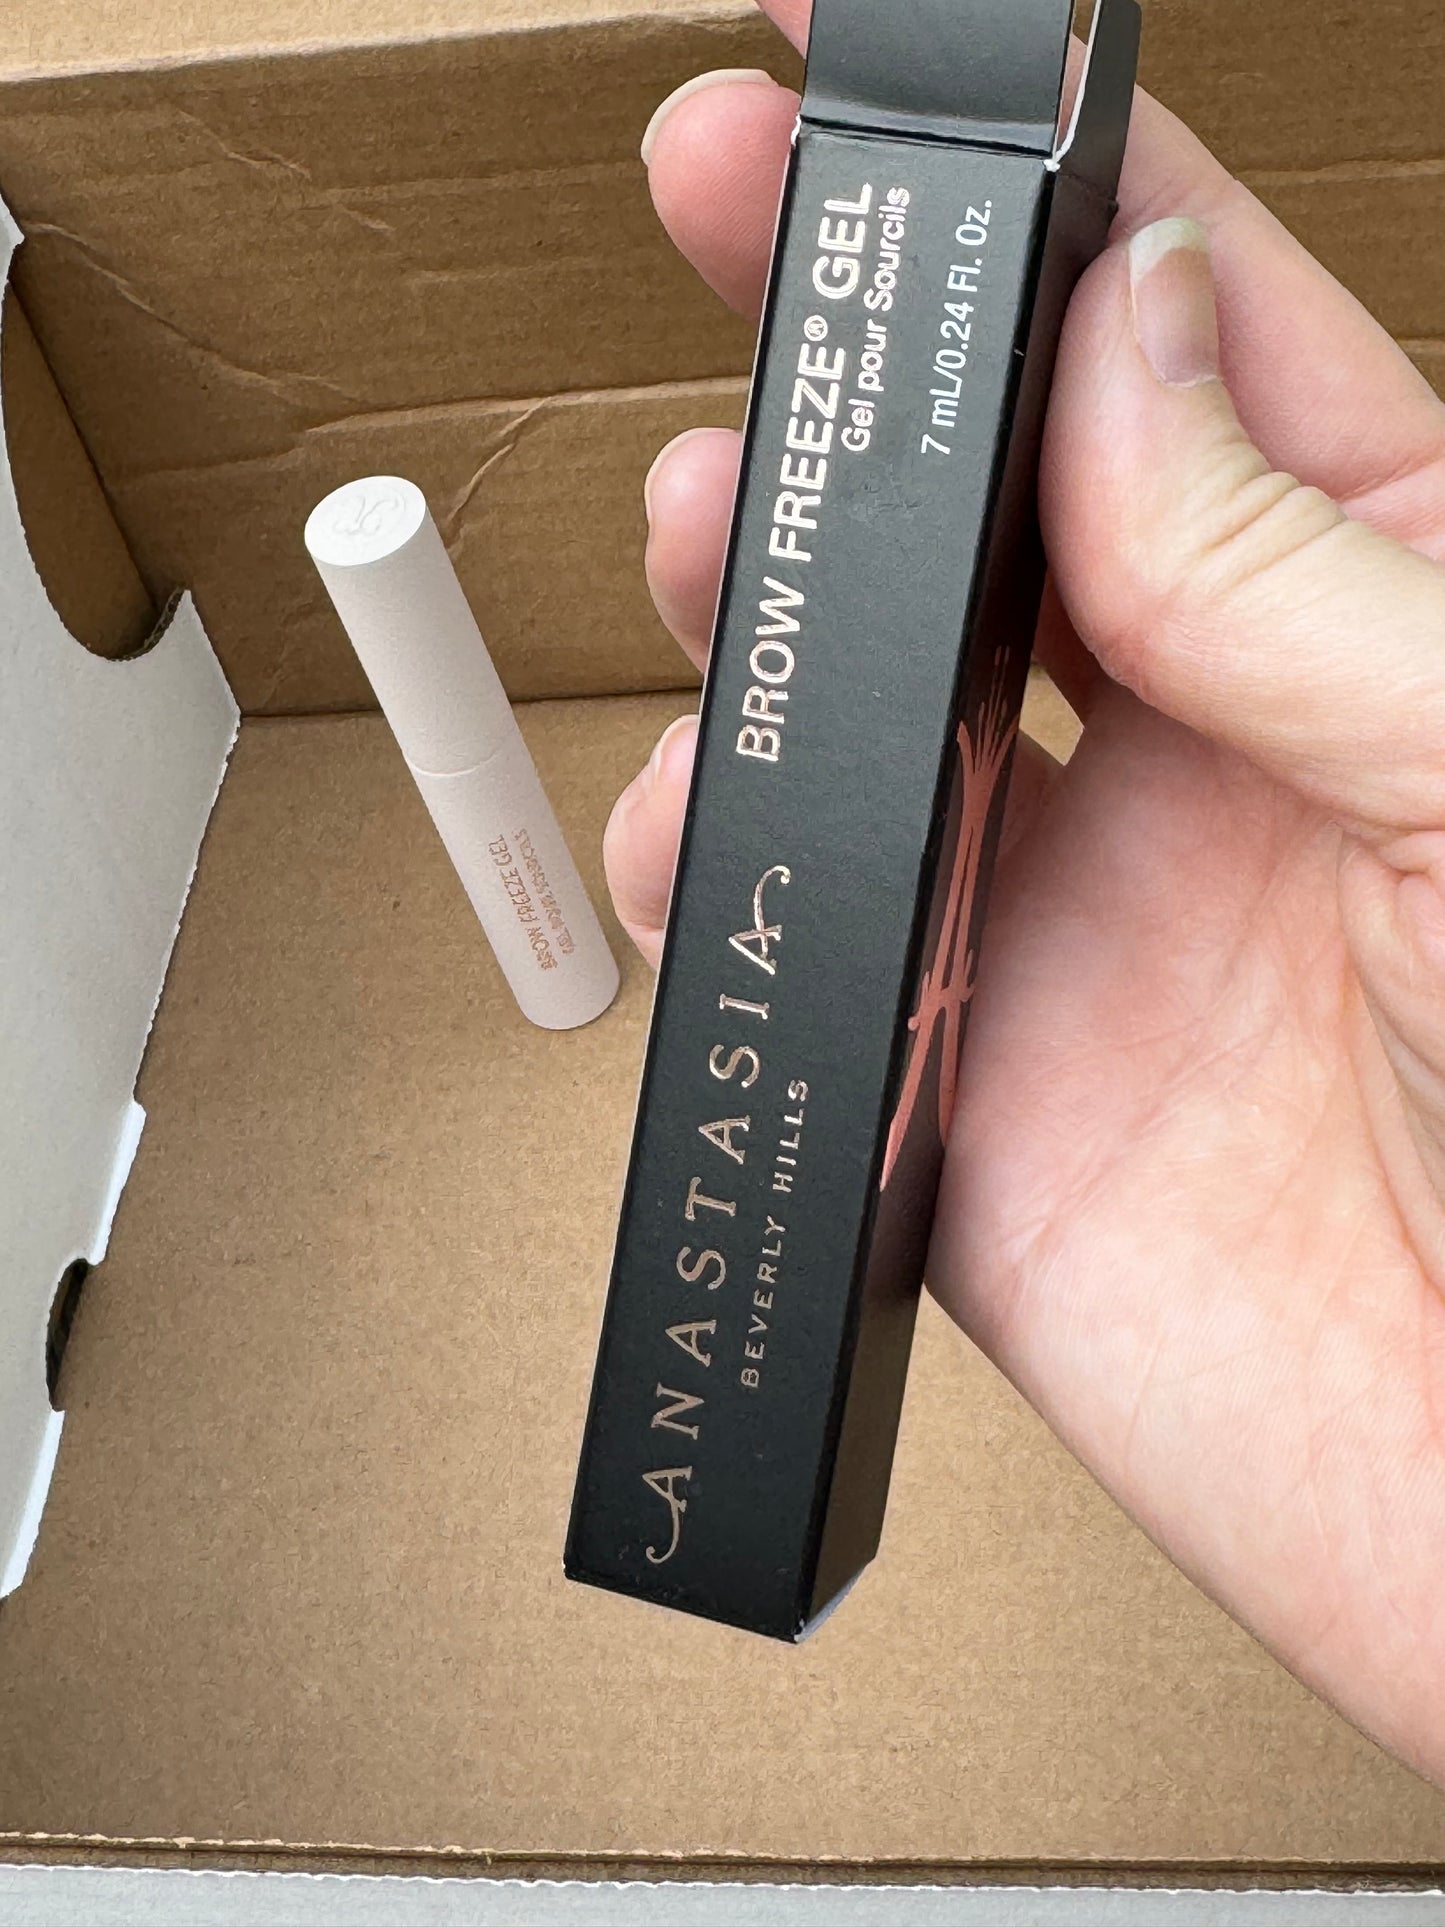 ANASTASIA
BEVERLY HILLS
BROW FREEZE® GEL
Gel pour Sourcils
7 mL/0.24 Fl. Oz.
BROW FREEZE GEL
GEL POUR SOURCILS